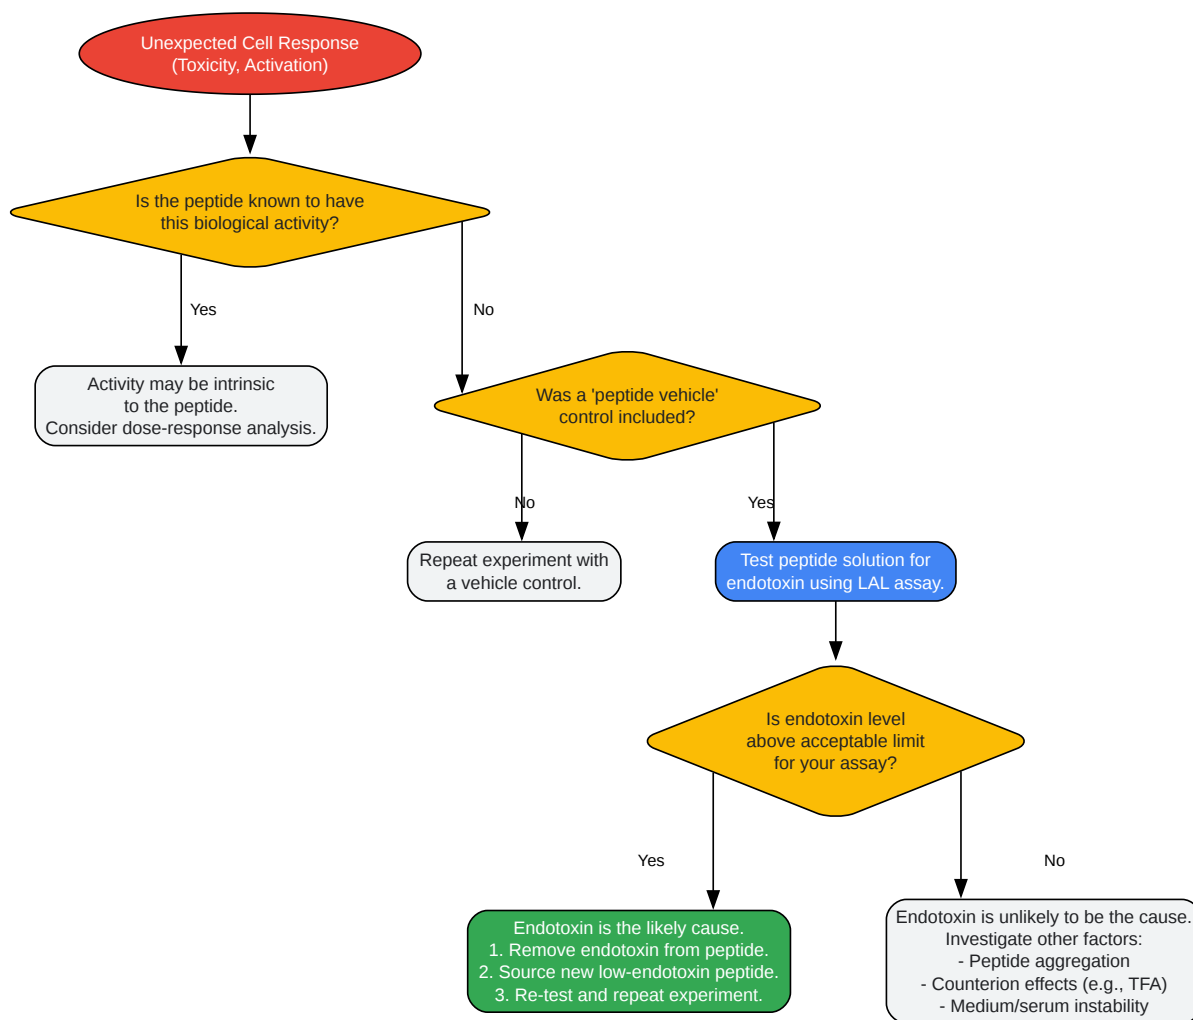 Unexpected Cell Response
(Toxicity, Activation)
Is the peptide known to have
this biological activity?
Yes
No
Activity may be intrinsic
to the peptide.
Consider dose-response analysis.
Was a 'peptide vehicle'
control included?
No
Yes
Repeat experiment with
a vehicle control.
Test peptide solution for
endotoxin using LAL assay.
Is endotoxin level
above acceptable limit
for your assay?
Yes
No
Endotoxin is the likely cause.
1. Remove endotoxin from peptide.
2. Source new low-endotoxin peptide.
3. Re-test and repeat experiment.
Endotoxin is unlikely to be the cause.
Investigate other factors:
- Peptide aggregation
- Counterion effects (e.g., TFA)
- Medium/serum instability